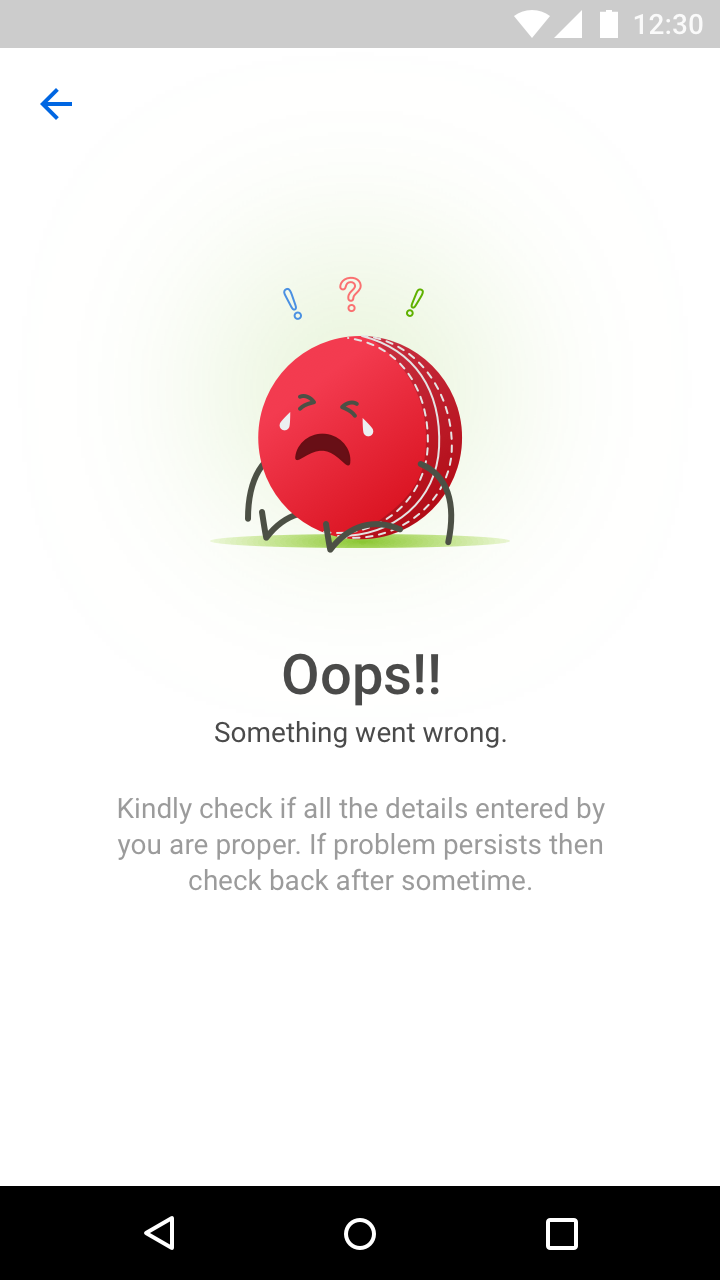 12:30
! ? !
Oops!!
Something went wrong.
Kindly check if all the details entered by
you are proper. If problem persists then
check back after sometime.